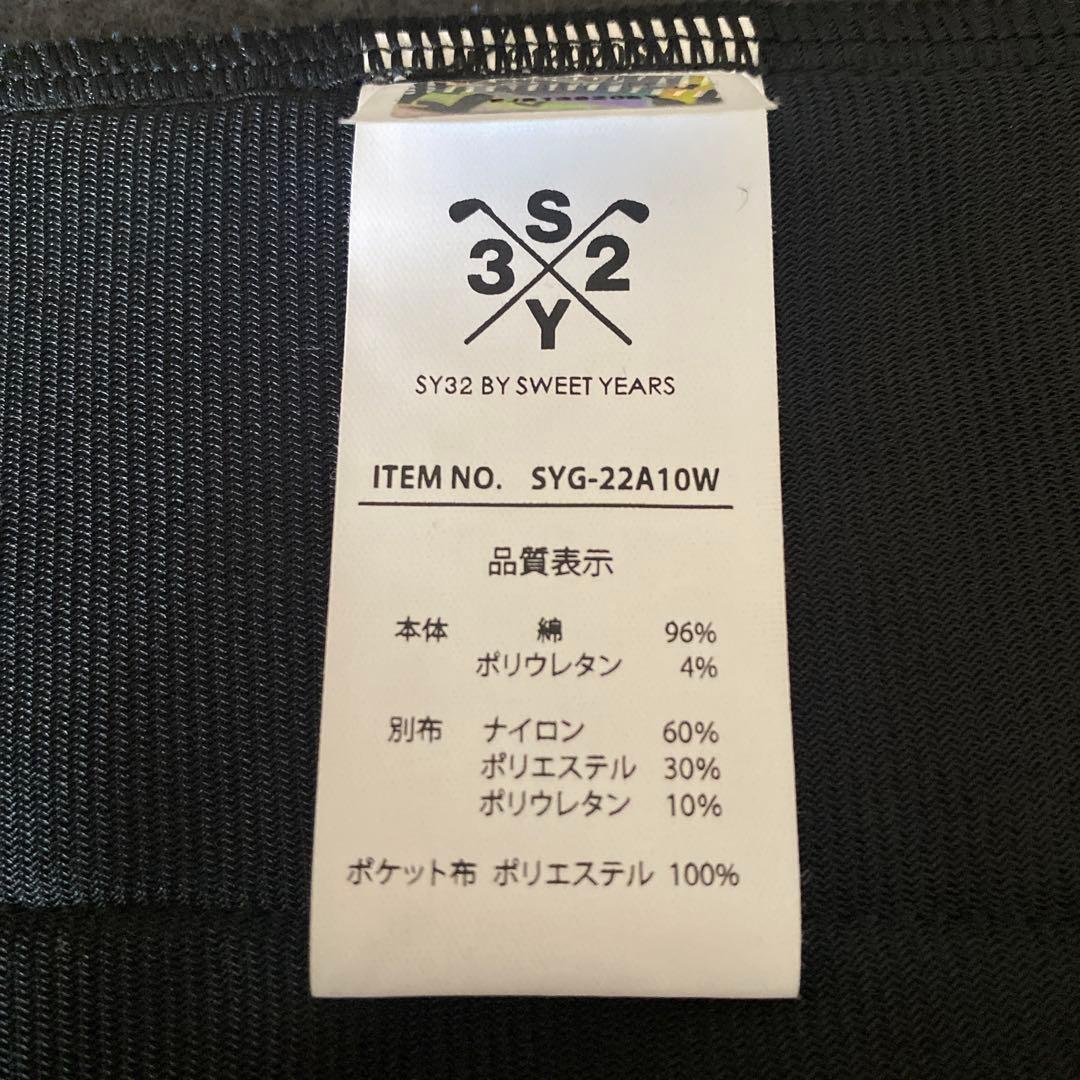 S
3 2
Y
SY32 BY SWEET YEARS
ITEM NO. SYG-22A10W
品質表示
本体 綿 96%
ポリウレタン 4%
別布 ナイロン 60%
ポリエステル 30%
ポリウレタン 10%
ポケット布 ポリエステル 100%